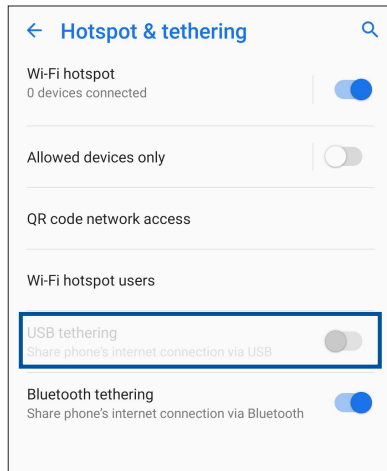 Hotspot & tethering
Wi-Fi hotspot
0 devices connected
Allowed devices only
QR code network access
Wi-Fi hotspot users
USB tethering
Share phone's internet connection via USB
Bluetooth tethering
Share phone's internet connection via Bluetooth